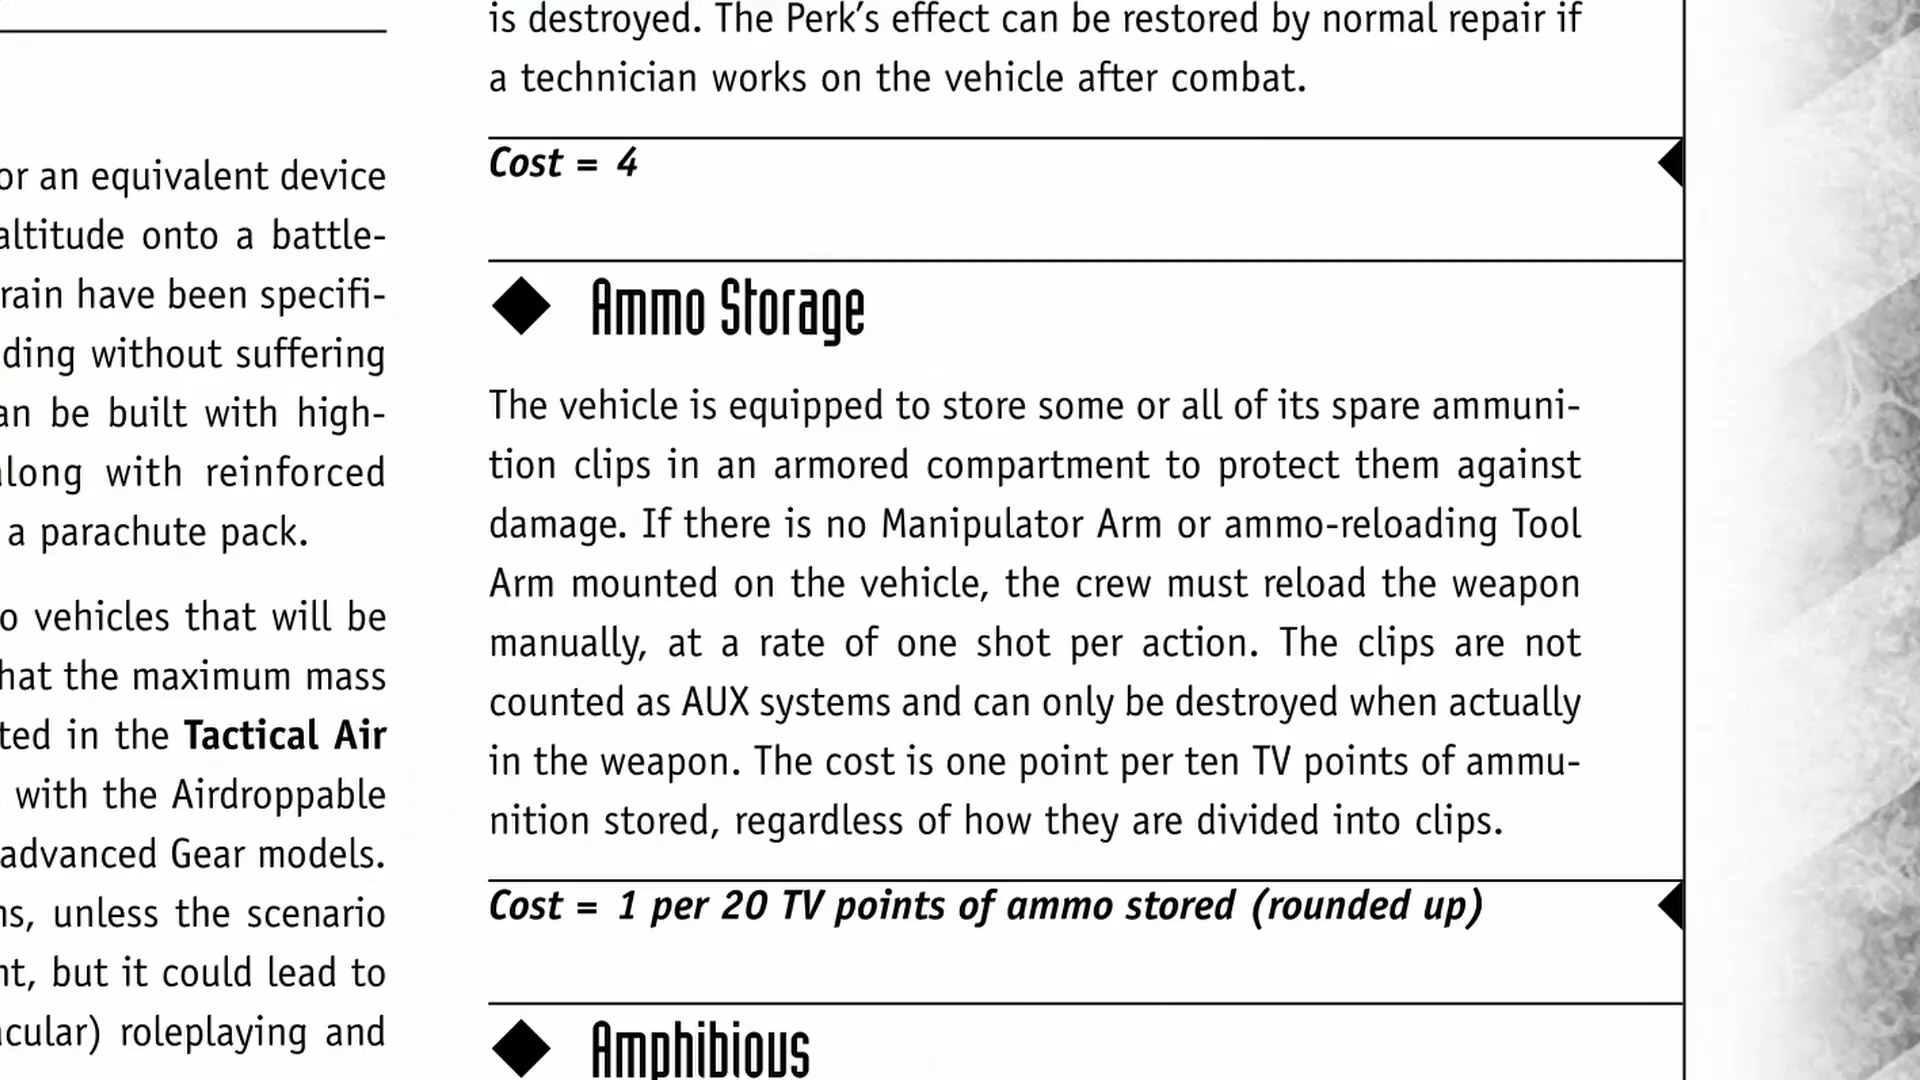 or an equivalent device
altitude onto a battle-
rain have been specifi-
ding without suffering
an be built with high-
along with reinforced
a parachute pack.
o vehicles that will be
hat the maximum mass
ted in the Tactical Air
with the Airdroppable
advanced Gear models.
ns, unless the scenario
nt, but it could lead to
acular) roleplaying and
is destroyed. The Perk’s effect can be restored by normal repair if
a technician works on the vehicle after combat.
Cost = 4
Ammo Storage
The vehicle is equipped to store some or all of its spare ammuni-
tion clips in an armored compartment to protect them against
damage. If there is no Manipulator Arm or ammo-reloading Tool
Arm mounted on the vehicle, the crew must reload the weapon
manually, at a rate of one shot per action. The clips are not
counted as AUX systems and can only be destroyed when actually
in the weapon. The cost is one point per ten TV points of ammu-
nition stored, regardless of how they are divided into clips.
Cost = 1 per 20 TV points of ammo stored (rounded up)
Amphibious